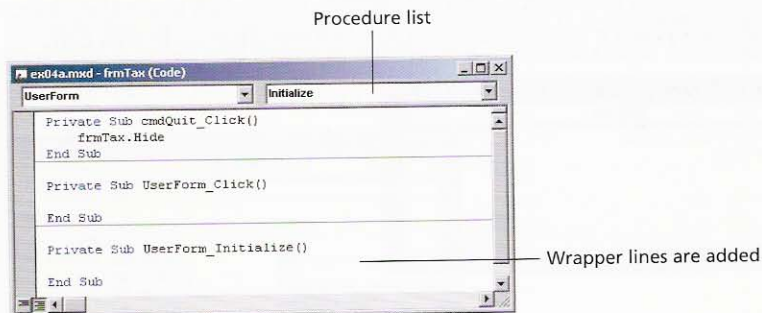 Procedure list
ex04a.mxd - frmTax (Code)
UserForm
Initialize
Private Sub cmdQuit_Click()
frmTax.Hide
End Sub
Private Sub UserForm_Click()
End Sub
Private Sub UserForm_Initialize()
Wrapper lines are added
End Sub